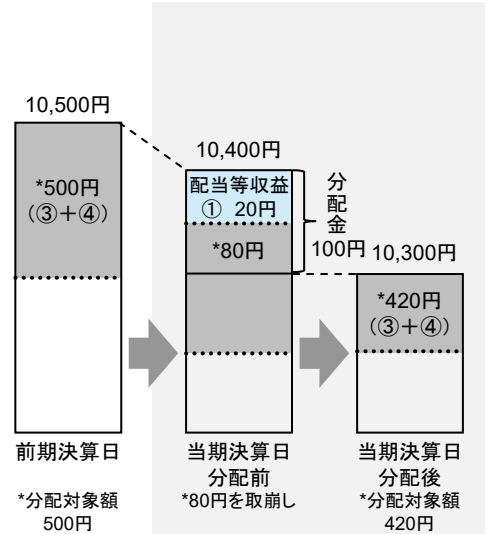 10,500円
*500円
（③＋④）
前期決算日
*分配対象額
500円
10,400円
配当等収益
① 20円
*80円
分配金
100円
当期決算日
分配前
*80円を取崩し
10,300円
*420円
（③＋④）
当期決算日
分配後
*分配対象額
420円